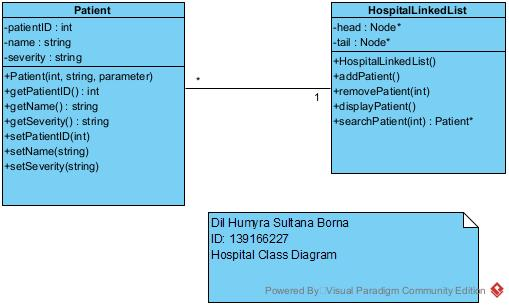 Patient
-patientID : int
-name : string
-severity : string
+Patient(int, string, parameter)
+getPatientID() : int
+getName() : string
+getSeverity() : string
+setPatientID(int)
+setName(string)
+setSeverity(string)
*
1
HospitalLinkedList
-head : Node*
-tail : Node*
+HospitalLinkedList()
+addPatient()
+removePatient(int)
+displayPatient()
+searchPatient(int) : Patient*
Dil Humyra Sultana Borna
ID: 139166227
Hospital Class Diagram
Powered By Visual Paradigm Community Edition